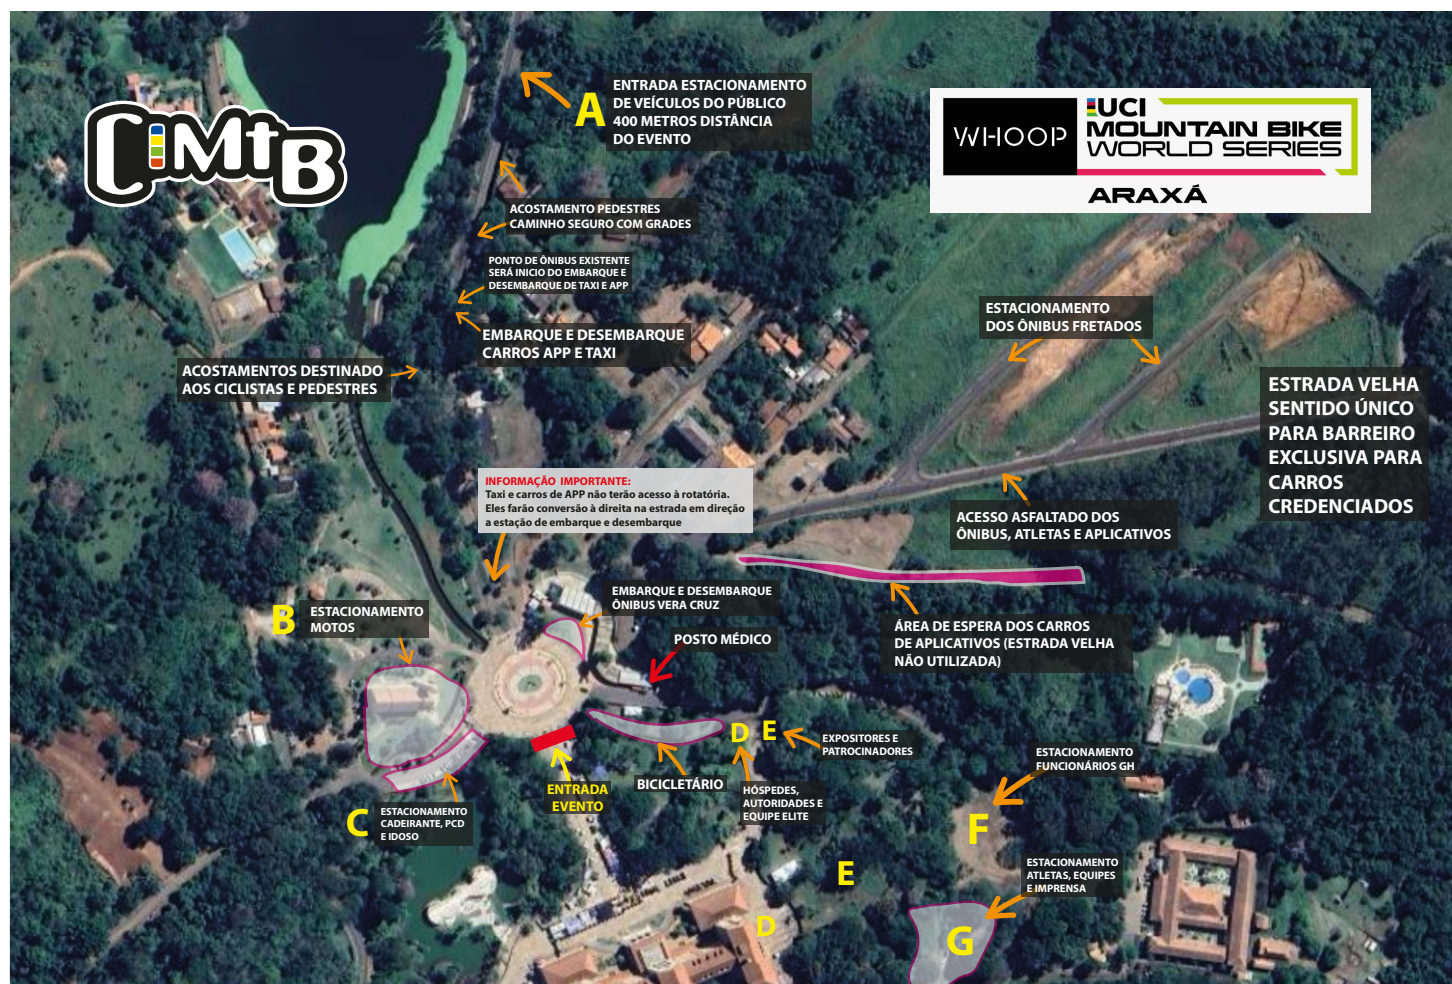 CiMtB
A
ENTRADA ESTACIONAMENTO
DE VEÍCULOS DO PÚBLICO
400 METROS DISTÂNCIA
DO EVENTO
WHOOP
UCI
MOUNTAIN BIKE
WORLD SERIES
ARAXÁ
ACOSTAMENTO PEDESTRES
CAMINHO SEGURO COM GRADES
PONTO DE ÔNIBUS EXISTENTE
SERÁ INICIO DO EMBARQUE E
DESEMBARQUE DE TAXI E APP
EMBARQUE E DESEMBARQUE
CARROS APP E TAXI
ESTACIONAMENTO
DOS ÔNIBUS FRETADOS
ACOSTAMENTOS DESTINADO
AOS CICLISTAS E PEDESTRES
ESTRADA VELHA
SENTIDO ÚNICO
PARA BARREIRO
EXCLUSIVA PARA
CARROS
CREDENCIADOS
INFORMAÇÃO IMPORTANTE:
Taxi e carros de APP não terão acesso à rotatória.
Eles farão conversão à direita na estrada em direção
a estação de embarque e desembarque
ACESSO ASFALTADO DOS
ÔNIBUS, ATLETAS E APLICATIVOS
EMBARQUE E DESEMBARQUE
ÔNIBUS VERA CRUZ
B
ESTACIONAMENTO
MOTOS
POSTO MÉDICO
ÁREA DE ESPERA DOS CARROS
DE APLICATIVOS (ESTRADA VELHA
NÃO UTILIZADA)
D
E
EXPOSITORES E
PATROCINADORES
ESTACIONAMENTO
FUNCIONÁRIOS GH
ENTRADA
EVENTO
BICICLETÁRIO
HÓSPEDES,
AUTORIDADES E
EQUIPE ELITE
C
ESTACIONAMENTO
CADEIRANTE, PCD
E IDOSO
F
E
ESTACIONAMENTO
ATLETAS, EQUIPES
E IMPRENSA
D
G